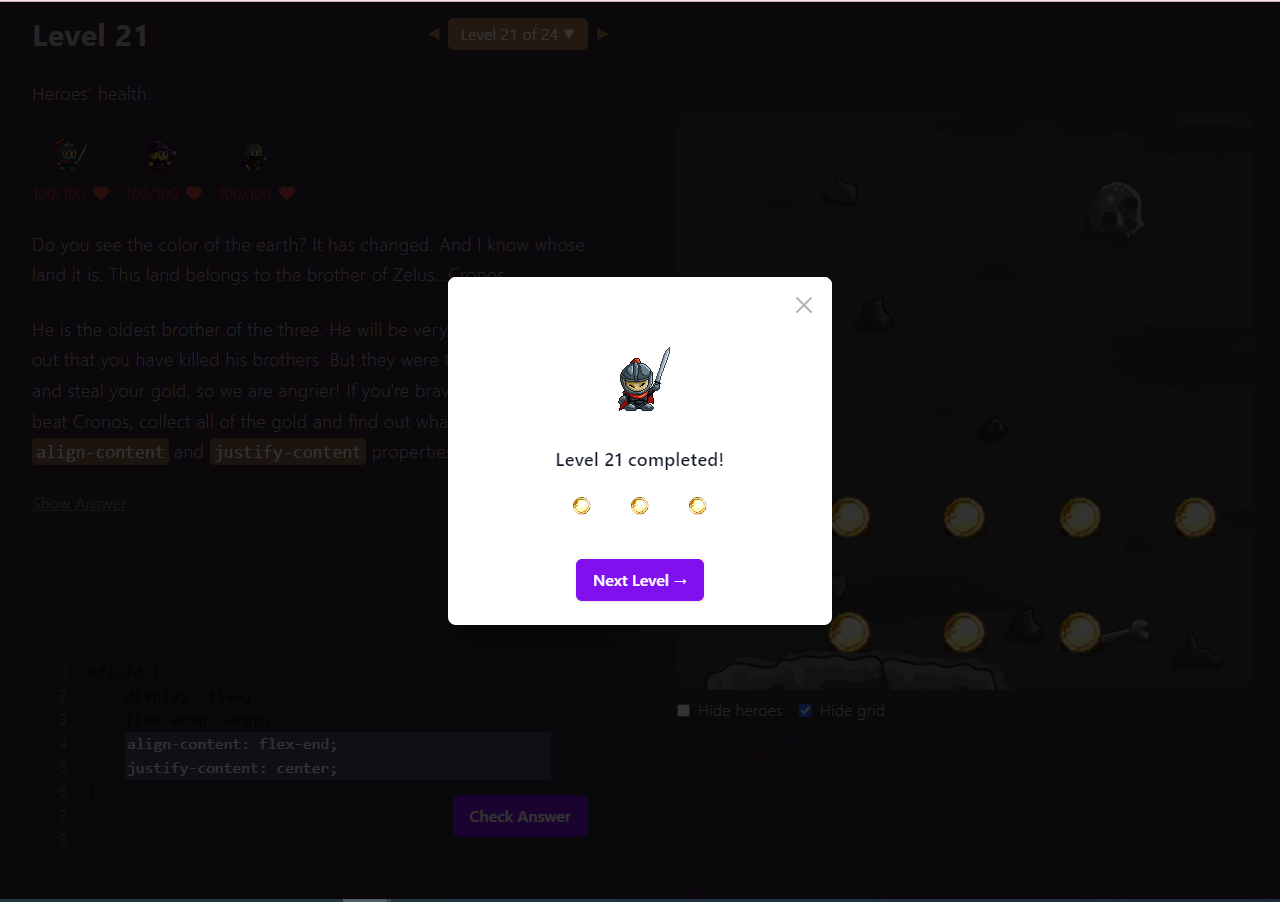 Level 21
◀ Level 21 of 24 ▼ ▶
Heroes' health:
100/100 100/100 100/100
Do you see the color of the earth? It has changed. And I know whose
land it is. This land belongs to the brother of Zelus...Cronos.
He is the oldest brother of the three. He will be very
out that you have killed his brothers. But they were
and steal your gold, so we are angrier! If you're brav
beat Cronos, collect all of the gold and find out wha
align-content and justify-content properties
Show Answer
Level 21 completed!
Next Level →
1 #field {
2 display: flex;
3 flex-wrap: wrap;
4 align-content: flex-end;
5 justify-content: center;
6 }
7
8
Check Answer
Hide heroes Hide grid